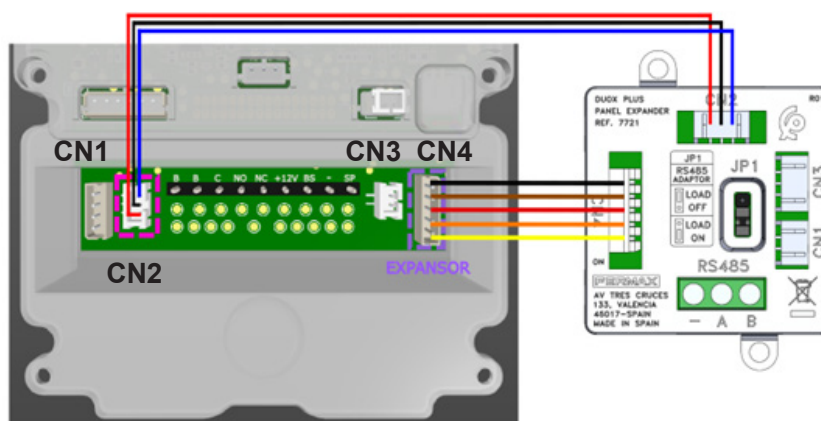 CN1
CN3
CN4
B B C NO NC +12V BS - SP
CN2
EXPANSOR
DUOX PLUS
PANEL EXPANDER
REF. 7721
CN2
JP1
RS485
ADAPTOR
LOAD
OFF
LOAD
ON
JP1
CN3
CN1
ON
RS485
- A B
FERMAX
AV TRES CRUCES
133, VALENCIA
46017-SPAIN
MADE IN SPAIN